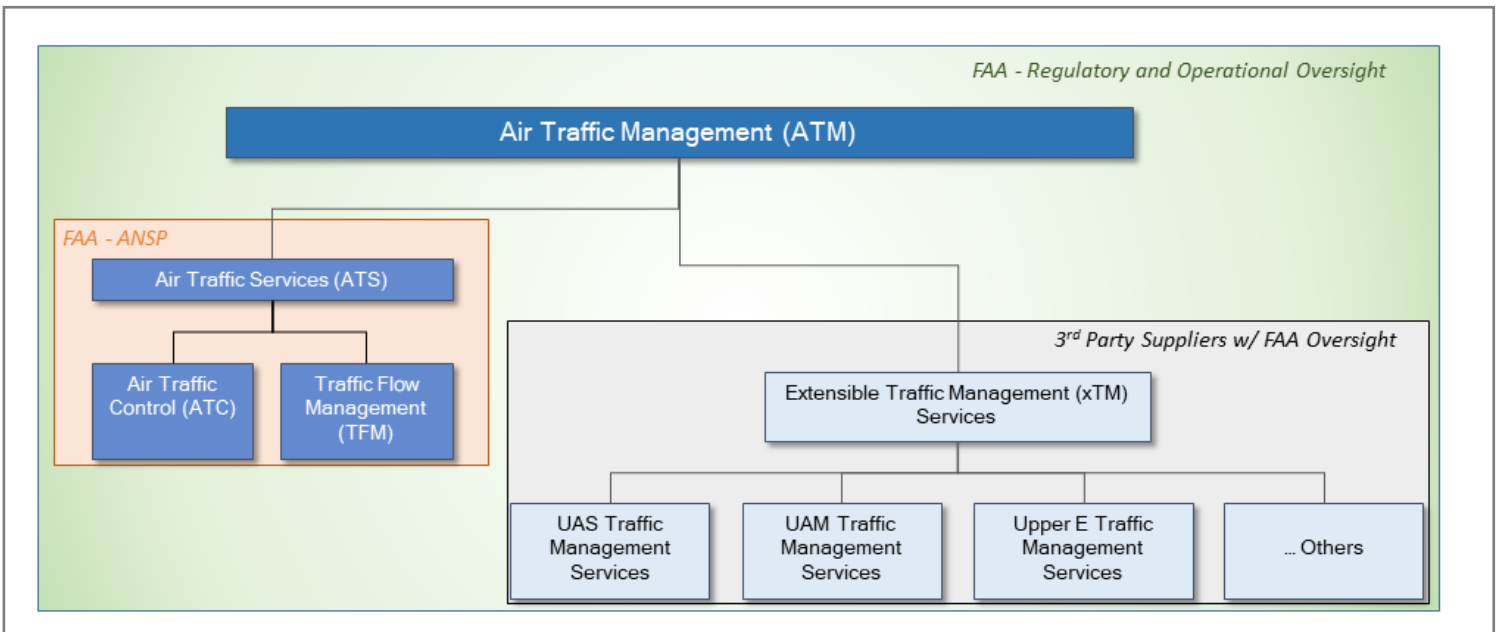 FAA - Regulatory and Operational Oversight
Air Traffic Management (ATM)
FAA - ANSP
Air Traffic Services (ATS)
Air Traffic
Control (ATC)
Traffic Flow
Management
(TFM)
3rd Party Suppliers w/ FAA Oversight
Extensible Traffic Management (xTM)
Services
UAS Traffic
Management
Services
UAM Traffic
Management
Services
Upper E Traffic
Management
Services
... Others